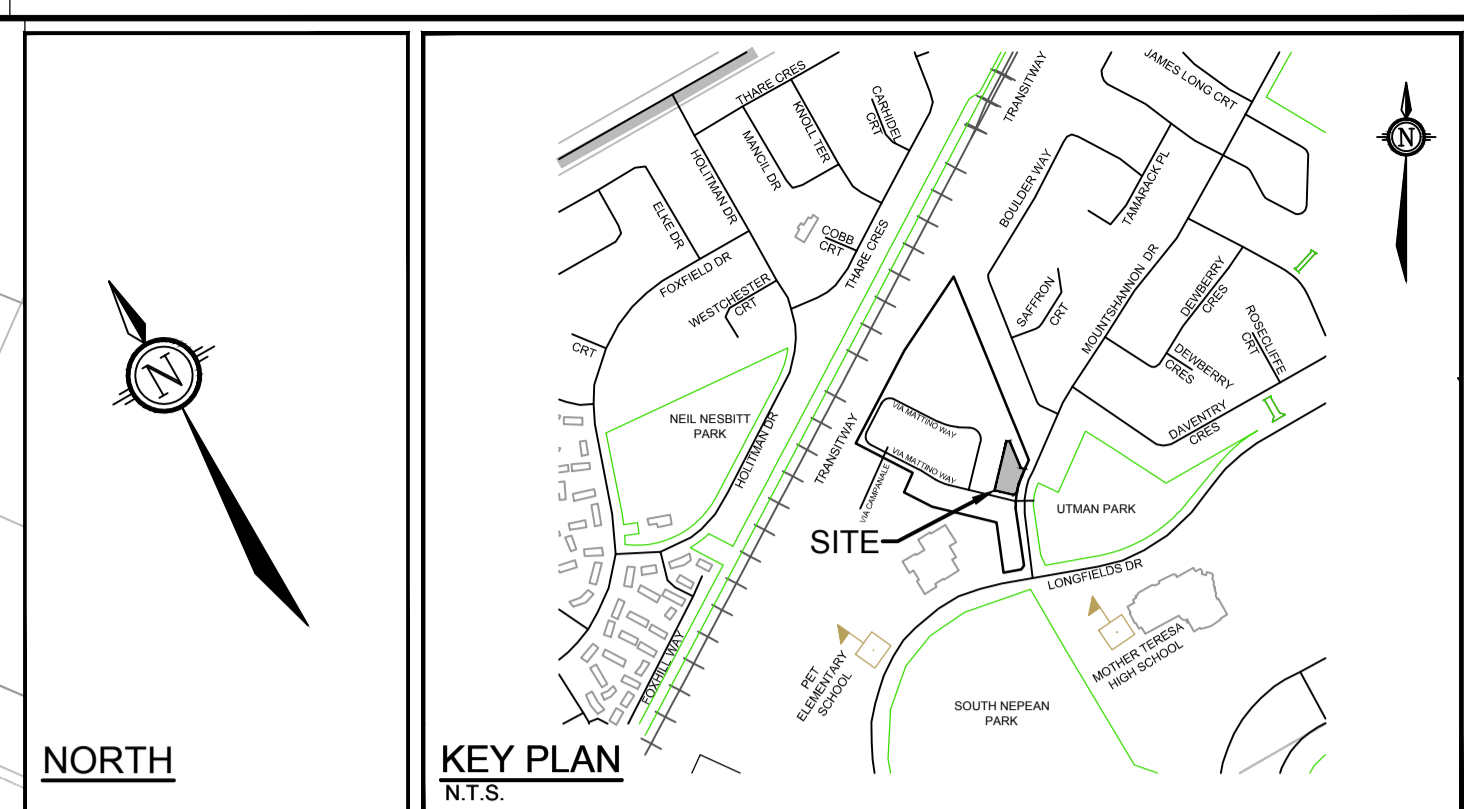 N
NORTH
THARE CRES
TRANSITWAY
JAMES LONG CRT
KNOLL TER
CARHIDEL
CRT
MANCIL DR
HOLITMAN DR
N
BOULDER WAY
TAMARACK PL
ELKE DR
COBB
CRT
THARE CRES
FOXFIELD DR
WESTCHESTER
CRT
SAFFRON
CRT
MOUNTSHANNON DR
DEWBERRY
CRES
ROSECLIFFE
CRT
CRT
DEWBERRY
CRES
NEIL NESBITT
PARK
HOLITMAN DR
TRANSITWAY
VIA MATTINO WAY
VIA MATTINO WAY
VIA CAMPANALE
DAVENTRY
CRES
UTMAN PARK
SITE
LONGFIELDS DR
FOXHILL WAY
PET
ELEMENTARY
SCHOOL
MOTHER TERESA
HIGH SCHOOL
SOUTH NEPEAN
PARK
KEY PLAN
N.T.S.